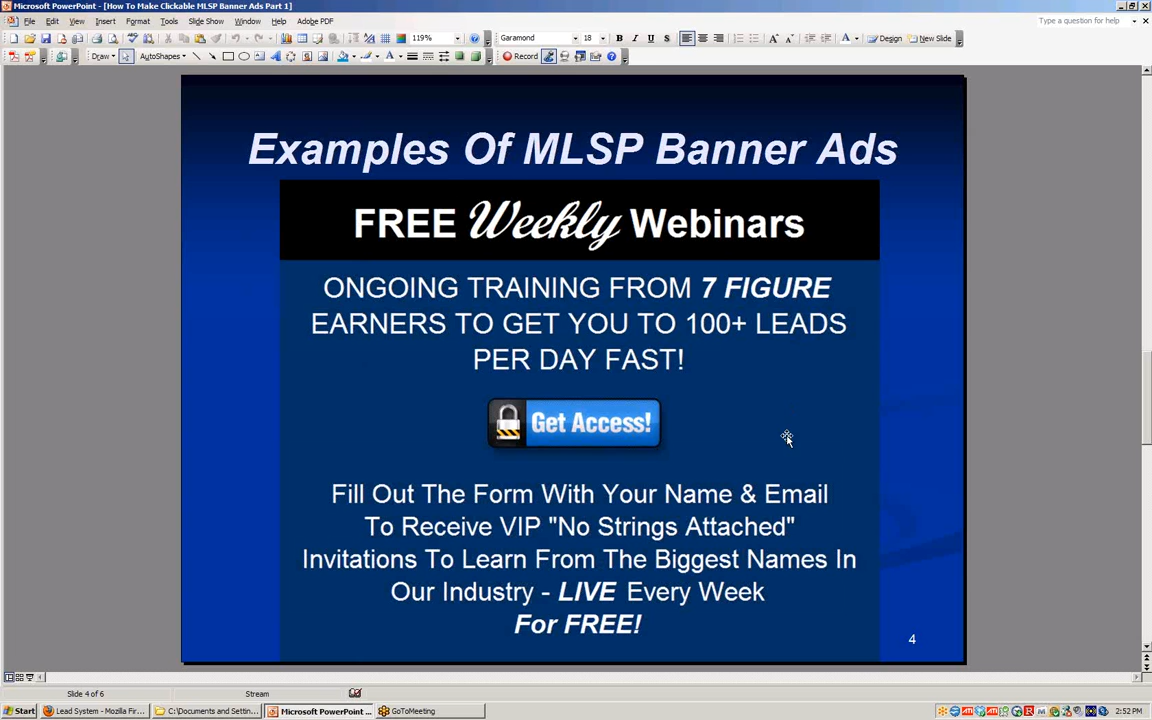 Microsoft PowerPoint - [How To Make Clickable MLSP Banner Ads Part 1]
File Edit View Insert Format Tools Slide Show Window Help Adobe PDF
Type a question for help
119%
Garamond 18 B I U S A A A Design New Slide
Draw AutoShapes A Record
Examples Of MLSP Banner Ads
FREE Weekly Webinars
ONGOING TRAINING FROM 7 FIGURE
EARNERS TO GET YOU TO 100+ LEADS
PER DAY FAST!
Get Access!
Fill Out The Form With Your Name & Email
To Receive VIP "No Strings Attached"
Invitations To Learn From The Biggest Names In
Our Industry - LIVE Every Week
For FREE!
4
Slide 4 of 6
Stream
Start
Lead System - Mozilla Fir...
C:\Documents and Settin...
Microsoft PowerPoint ...
GoToMeeting
2:52 PM